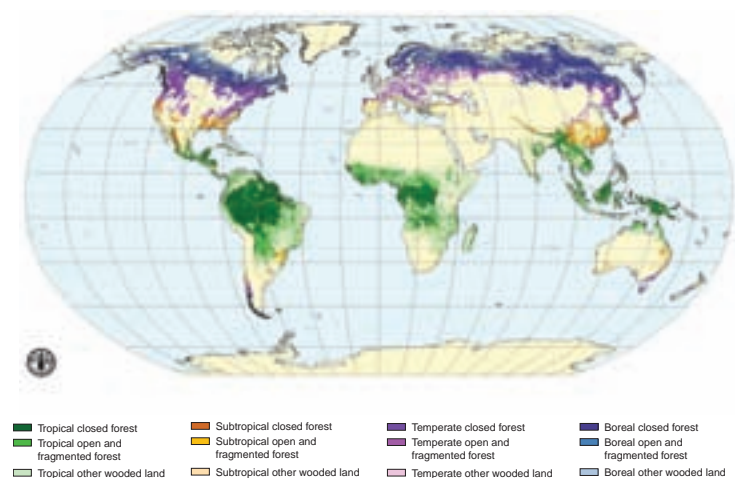 Tropical closed forest
Tropical open and
fragmented forest
Tropical other wooded land
Subtropical closed forest
Subtropical open and
fragmented forest
Subtropical other wooded land
Temperate closed forest
Temperate open and
fragmented forest
Temperate other wooded land
Boreal closed forest
Boreal open and
fragmented forest
Boreal other wooded land